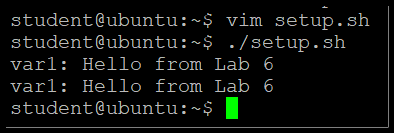 student@ubuntu:~$ vim setup.sh
student@ubuntu:~$ ./setup.sh
var1: Hello from Lab 6
var1: Hello from Lab 6
student@ubuntu:~$